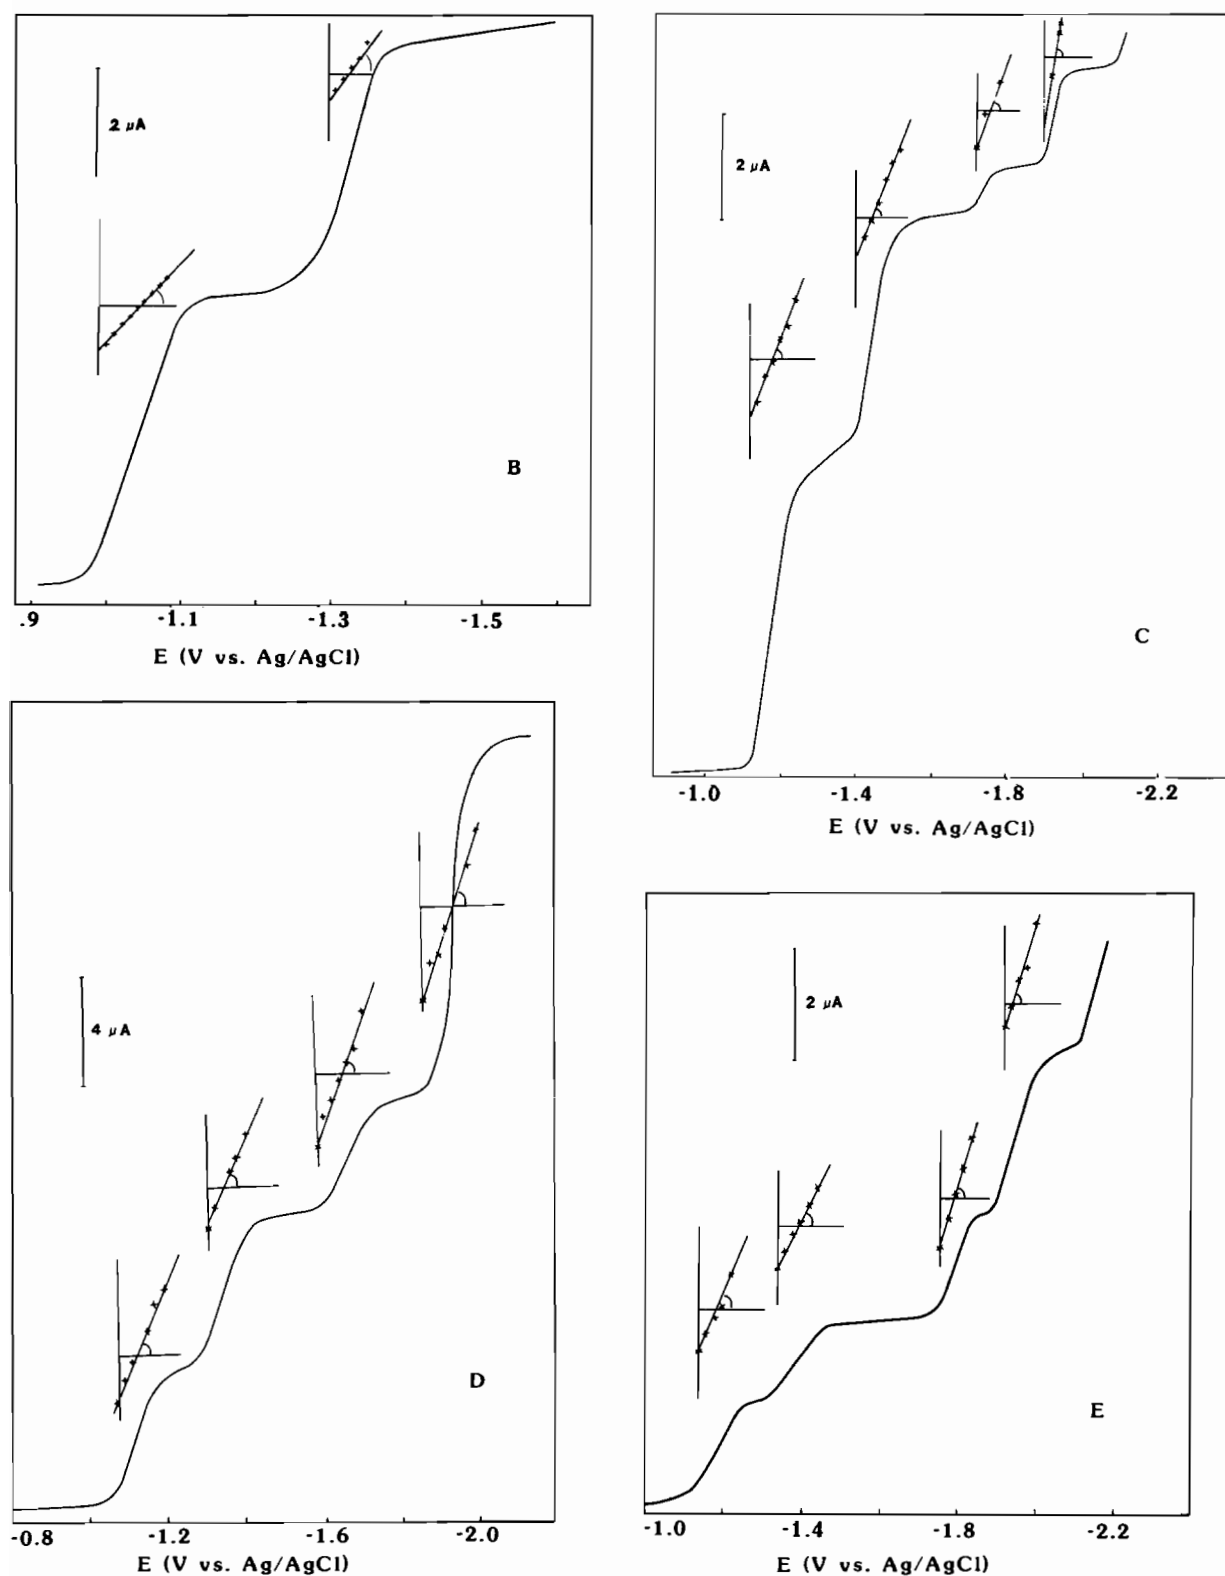 2 µA
B
.9 -1.1 -1.3 -1.5
E (V vs. Ag/AgCl)
2 µA
C
-1.0 -1.4 -1.8 -2.2
E (V vs. Ag/AgCl)
4 µA
D
-0.8 -1.2 -1.6 -2.0
E (V vs. Ag/AgCl)
2 µA
E
-1.0 -1.4 -1.8 -2.2
E (V vs. Ag/AgCl)